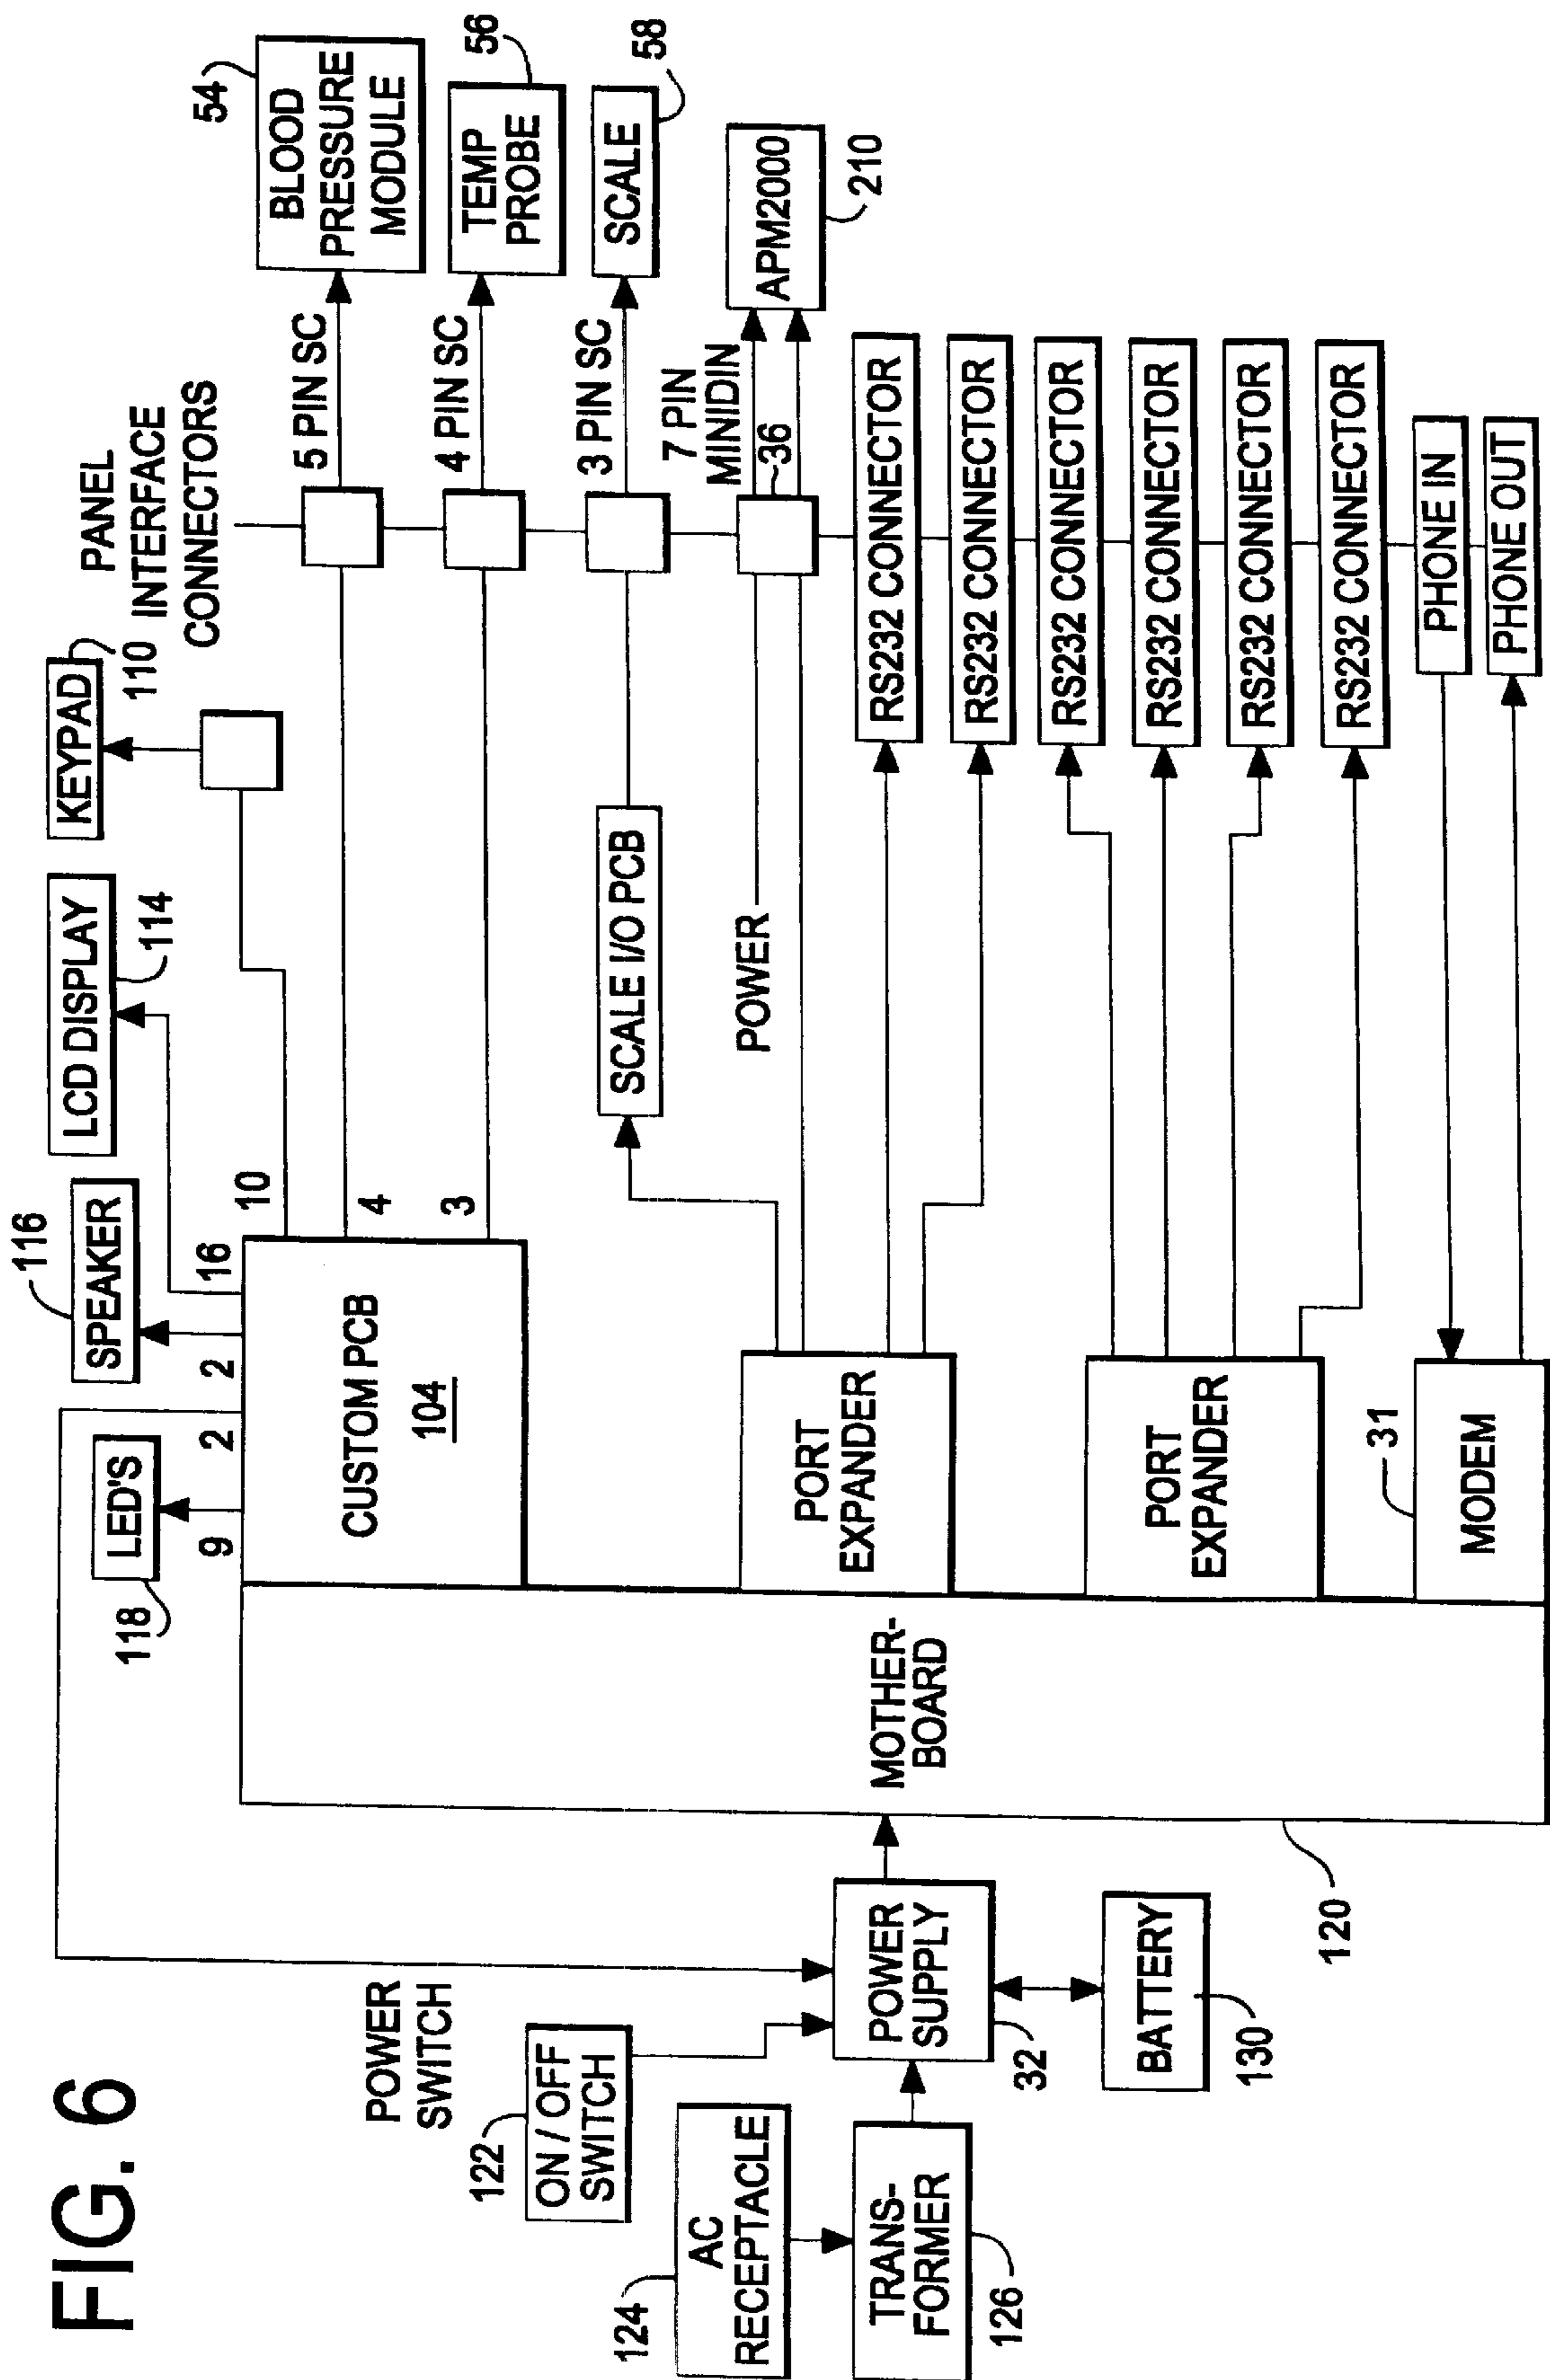 FIG. 6
124
AC
RECEPTACLE
TRANS-
FORMER
126
122
ON / OFF
SWITCH
POWER
SWITCH
POWER
SUPPLY
32
BATTERY
130
MOTHER-
BOARD
120
118
LED'S
9
2
2
116
SPEAKER
16
LCD DISPLAY
114
KEYPAD
110
CUSTOM PCB
104
10
4
3
PORT
EXPANDER
PORT
EXPANDER
31
MODEM
SCALE I/O PCB
POWER
PANEL
INTERFACE
CONNECTORS
5 PIN SC
4 PIN SC
3 PIN SC
7 PIN
MINIDIN
36
54
BLOOD
PRESSURE
MODULE
56
TEMP
PROBE
58
SCALE
APM2000
210
RS232 CONNECTOR
RS232 CONNECTOR
RS232 CONNECTOR
RS232 CONNECTOR
RS232 CONNECTOR
RS232 CONNECTOR
PHONE IN
PHONE OUT